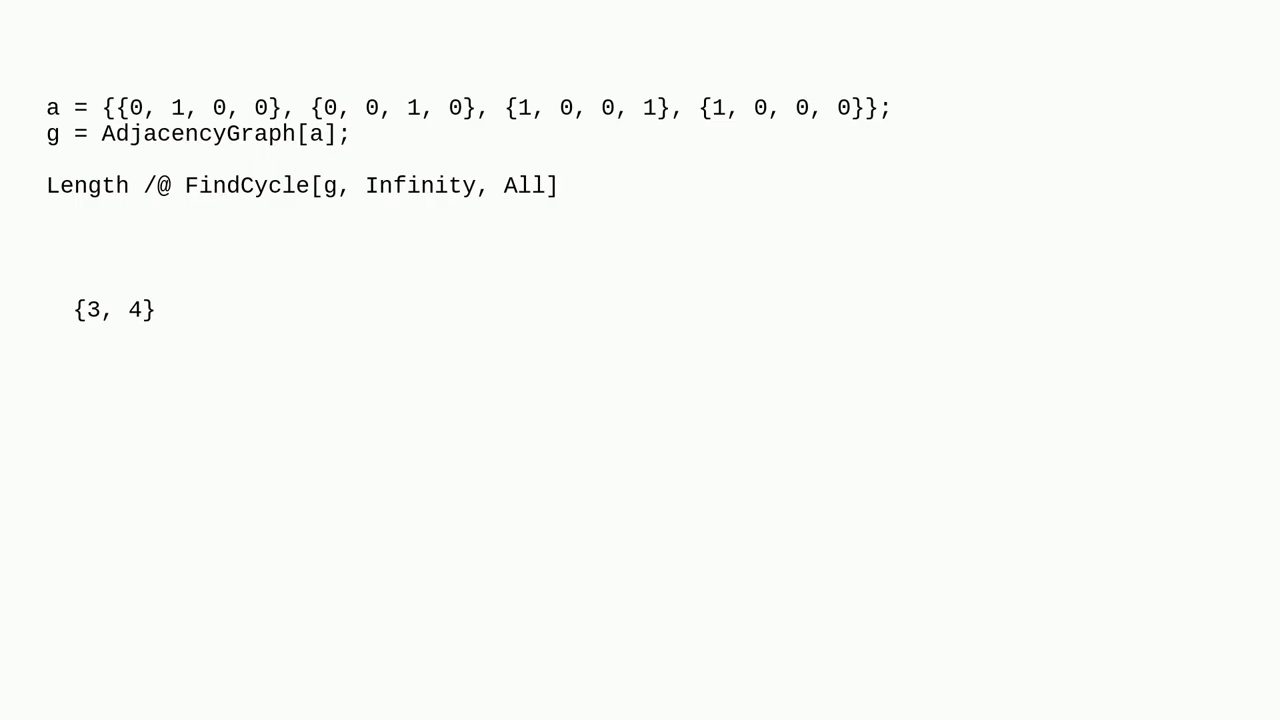 a = {{0, 1, 0, 0}, {0, 0, 1, 0}, {1, 0, 0, 1}, {1, 0, 0, 0}};
g = AdjacencyGraph[a];
Length /@ FindCycle[g, Infinity, All]
{3, 4}